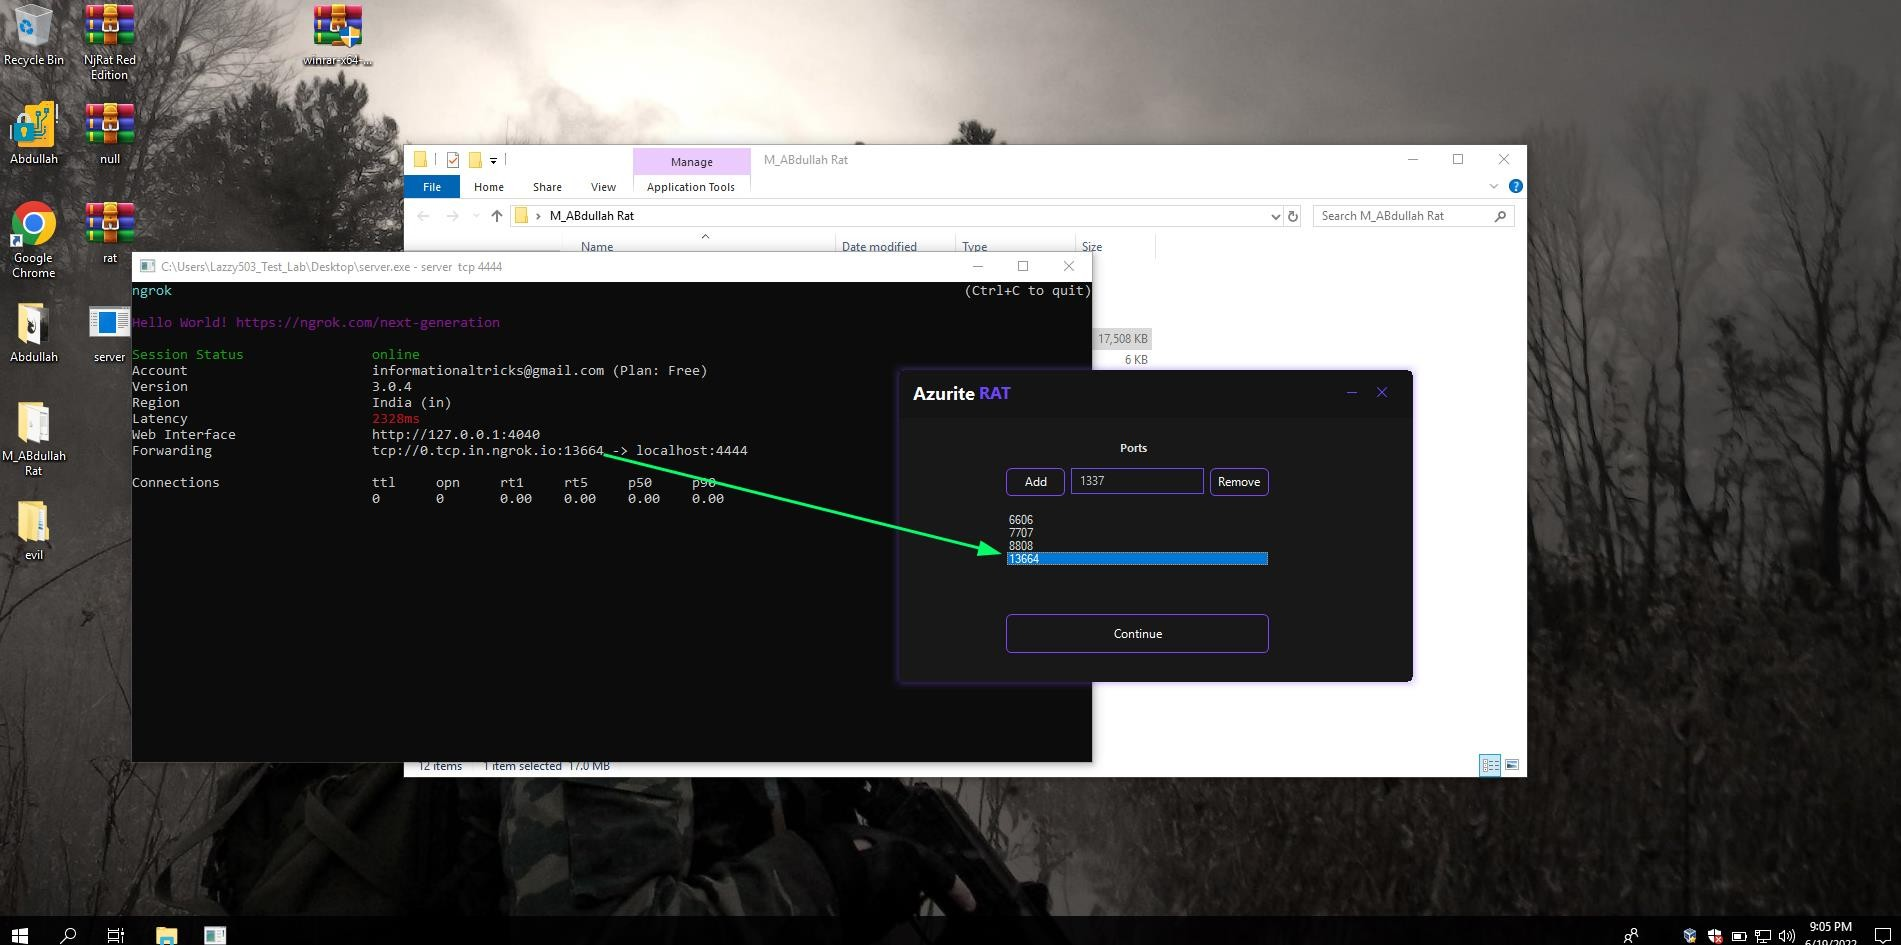 Recycle Bin
NjRat Red
Edition
winrar-x64-...
Abdullah
null
Google
Chrome
rat
Abdullah
server
M_ABdullah
Rat
evil
Manage
M_ABdullah Rat
File
Home
Share
View
Application Tools
M_ABdullah Rat
Search M_ABdullah Rat
Name
Date modified
Type
Size
17,508 KB
6 KB
12 items
1 item selected 17.0 MB
C:\Users\Lazzy503_Test_Lab\Desktop\server.exe - server tcp 4444
ngrok (Ctrl+C to quit)
Hello World! https://ngrok.com/next-generation
Session Status online
Account informationaltricks@gmail.com (Plan: Free)
Version 3.0.4
Region India (in)
Latency 2328ms
Web Interface http://127.0.0.1:4040
Forwarding tcp://0.tcp.in.ngrok.io:13664 -> localhost:4444
Connections ttl opn rt1 rt5 p50 p90
0 0 0.00 0.00 0.00 0.00
Azurite RAT
Ports
Add
1337
Remove
6606
7707
8808
13664
Continue
9:05 PM
6/19/2022